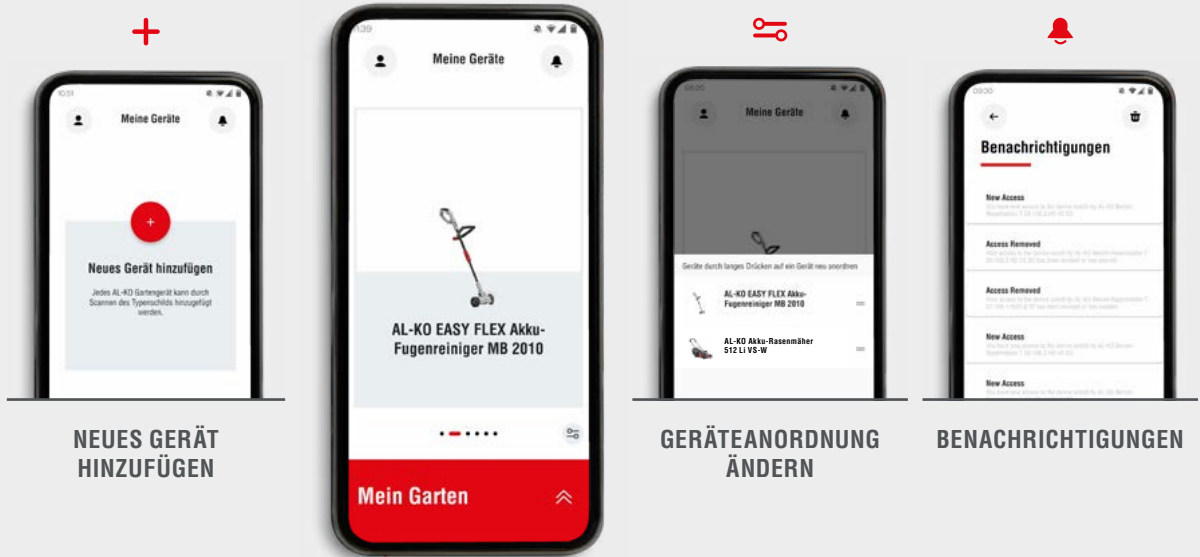 10:51
Meine Geräte
Neues Gerät hinzufügen
Jedes AL-KO Gartengerät kann durch
Scannen des Typenschilds hinzugefügt
werden.
NEUES GERÄT
HINZUFÜGEN
Meine Geräte
AL-KO EASY FLEX Akku-
Fugenreiniger MB 2010
Mein Garten
Meine Geräte
Geräte durch langes Drücken auf ein Gerät neu anordnen
AL-KO EASY FLEX Akku-
Fugenreiniger MB 2010
AL-KO Akku-Rasenmäher
512 Li VS-W
GERÄTEANORDNUNG
ÄNDERN
Benachrichtigungen
New Access
Access Removed
Access Removed
New Access
New Access
BENACHRICHTIGUNGEN